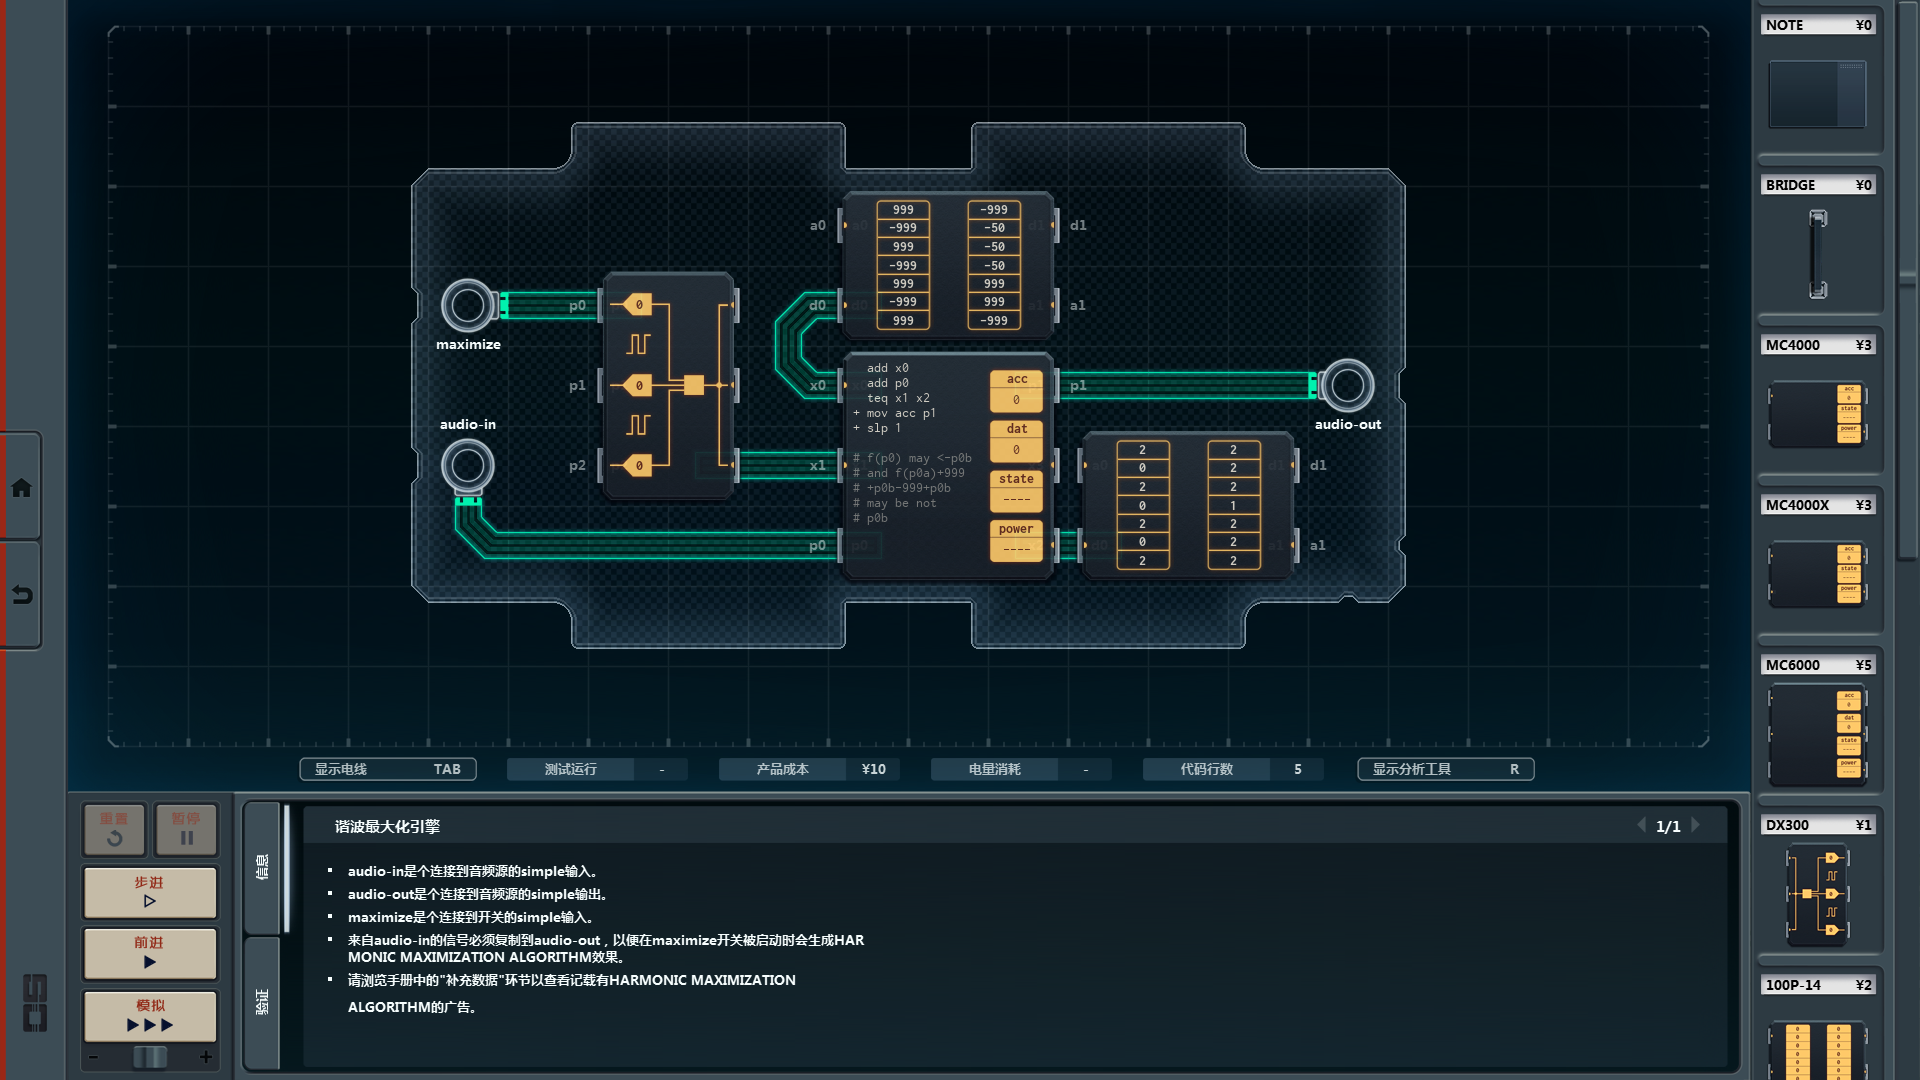 NOTE ¥0
BRIDGE ¥0
MC4000 ¥3
MC4000X ¥3
MC6000 ¥5
DX300 ¥1
100P-14 ¥2
maximize
audio-in
audio-out
p0
p1
p2
0
0
0
a0
d0
d1
a1
999 -999
-999 -50
999 -50
-999 -50
999 999
-999 999
999 -999
x0
x1
p0
p1
add x0
add p0
teq x1 x2
+ mov acc p1
+ slp 1
# f(p0) may <-p0b
# and f(p0a)+999
# +p0b-999+p0b
# may be not
# p0b
acc
0
dat
0
state
----
power
----
2 2
0 2
2 2
0 1
2 2
0 2
2 2
d1
a1
显示电线 TAB
测试运行 -
产品成本 ¥10
电量消耗 -
代码行数 5
显示分析工具 R
重置
暂停
步进
前进
模拟
- +
信息
验证
谐波最大化引擎
1/1
▪ audio-in是个连接到音频源的simple输入。
▪ audio-out是个连接到音频源的simple输出。
▪ maximize是个连接到开关的simple输入。
▪ 来自audio-in的信号必须复制到audio-out，以便在maximize开关被启动时会生成HAR
MONIC MAXIMIZATION ALGORITHM效果。
▪ 请浏览手册中的"补充数据"环节以查看记载有HARMONIC MAXIMIZATION
ALGORITHM的广告。